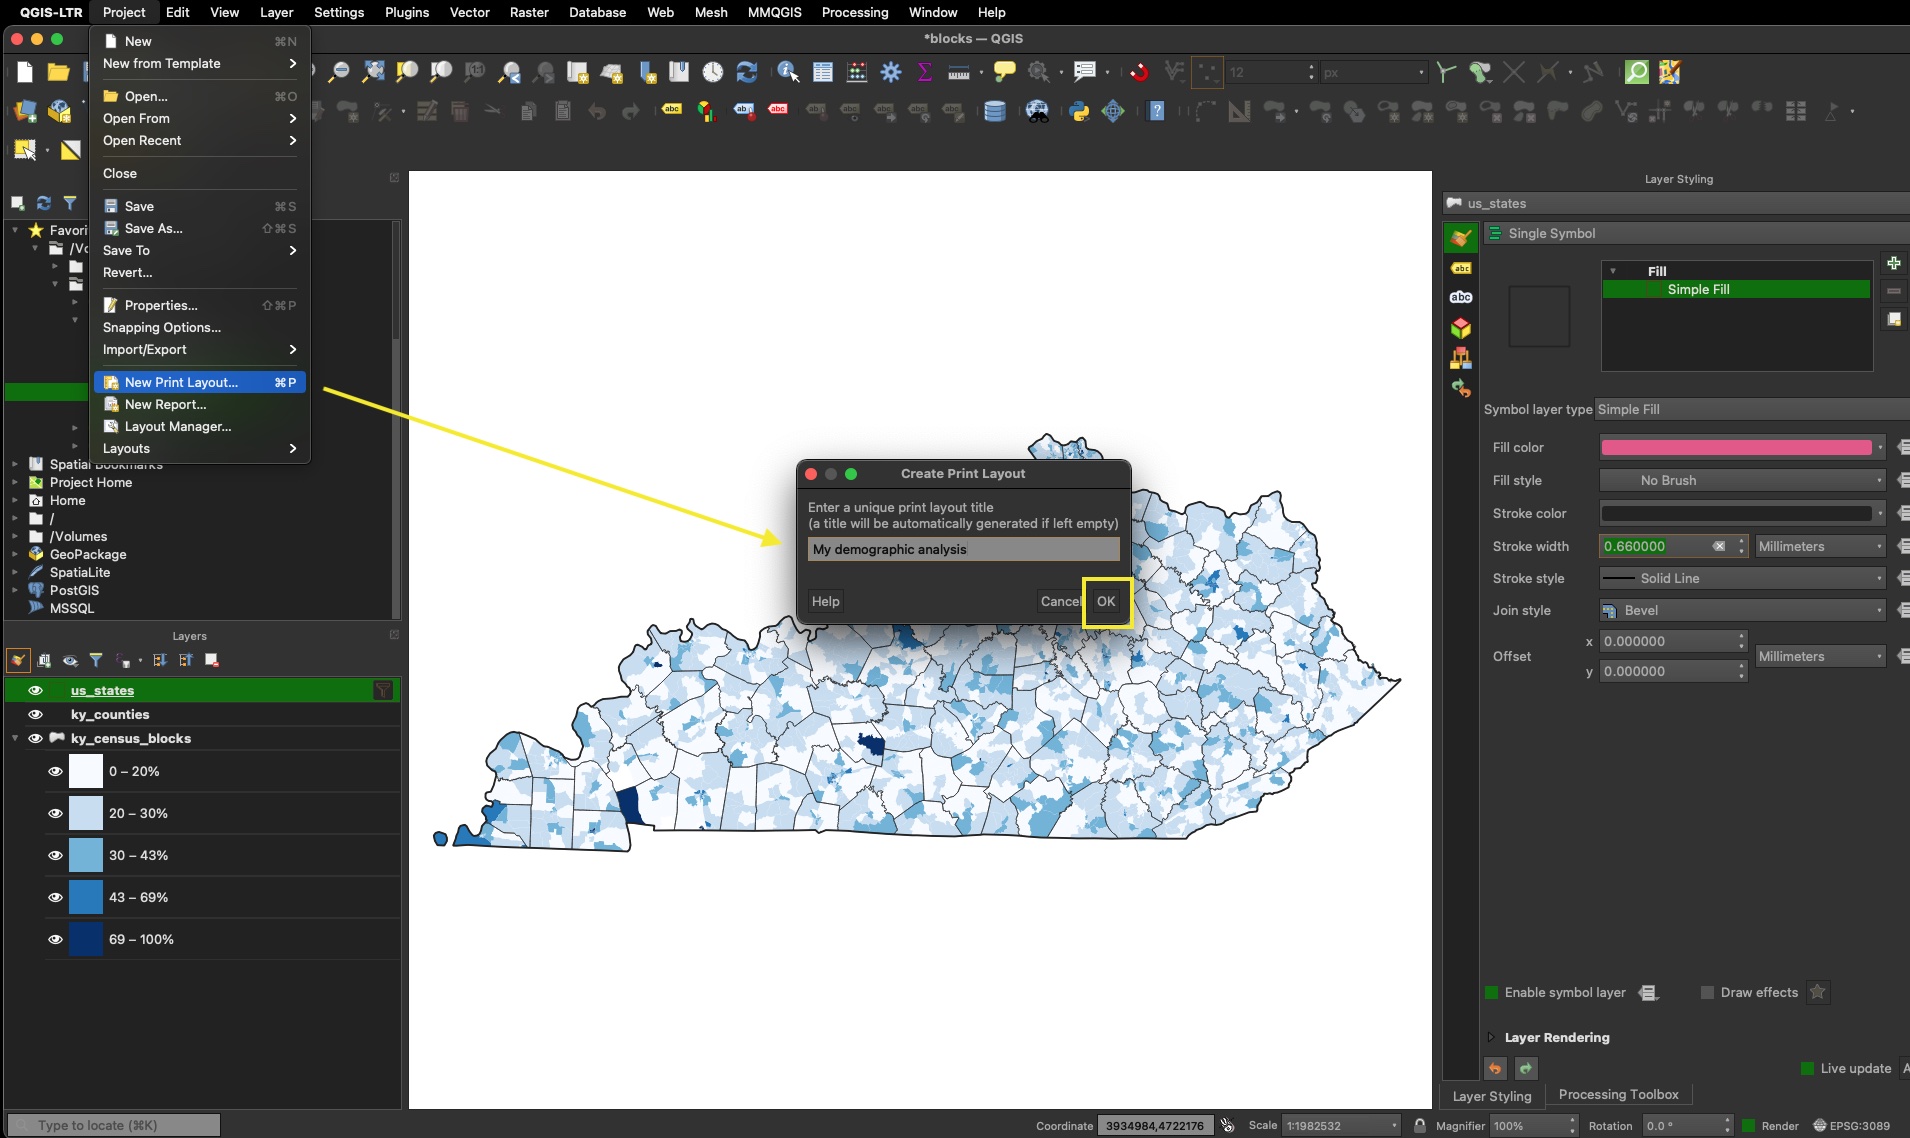 QGIS-LTR Project Edit View Layer Settings Plugins Vector Raster Database Web Mesh MMQGIS Processing Window Help
*blocks — QGIS
New ⌘N
New from Template
Open... ⌘O
Open From
Open Recent
Close
Save ⌘S
Save As... ⇧⌘S
Save To
Revert...
Properties... ⇧⌘P
Snapping Options...
Import/Export
New Print Layout... ⌘P
New Report...
Layout Manager...
Layouts
12 px
Favori
Spatial Bookmarks
Project Home
Home
/
/Volumes
GeoPackage
SpatiaLite
PostGIS
MSSQL
Layers
us_states
ky_counties
ky_census_blocks
0 – 20%
20 – 30%
30 – 43%
43 – 69%
69 – 100%
Create Print Layout
Enter a unique print layout title
(a title will be automatically generated if left empty)
My demographic analysis
Help Cancel OK
Layer Styling
us_states
Single Symbol
Fill
Simple Fill
Symbol layer type Simple Fill
Fill color
Fill style No Brush
Stroke color
Stroke width 0.660000 Millimeters
Stroke style Solid Line
Join style Bevel
Offset x 0.000000 Millimeters
y 0.000000
Enable symbol layer Draw effects
Layer Rendering
Live update
Layer Styling Processing Toolbox
Type to locate (⌘K) Coordinate 3934984,4722176 Scale 1:1982532 Magnifier 100% Rotation 0.0 ° Render EPSG:3089